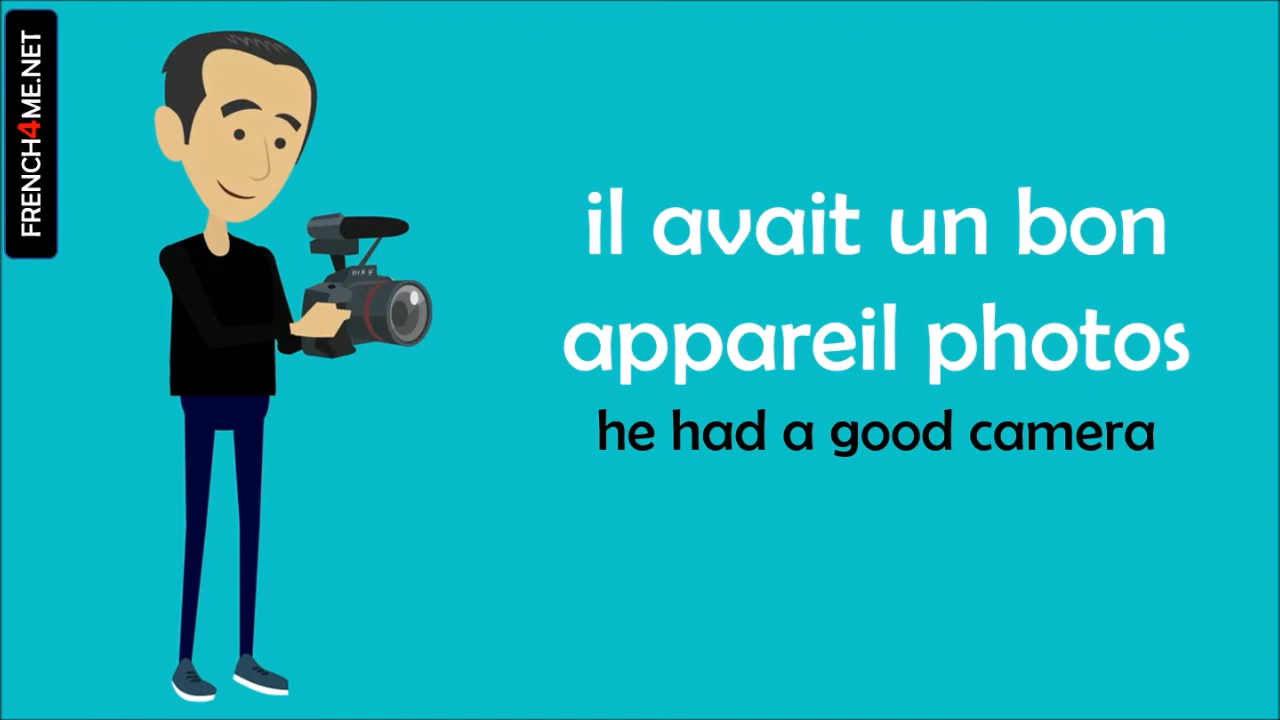 FRENCH4ME.NET
il avait un bon
appareil photos
he had a good camera